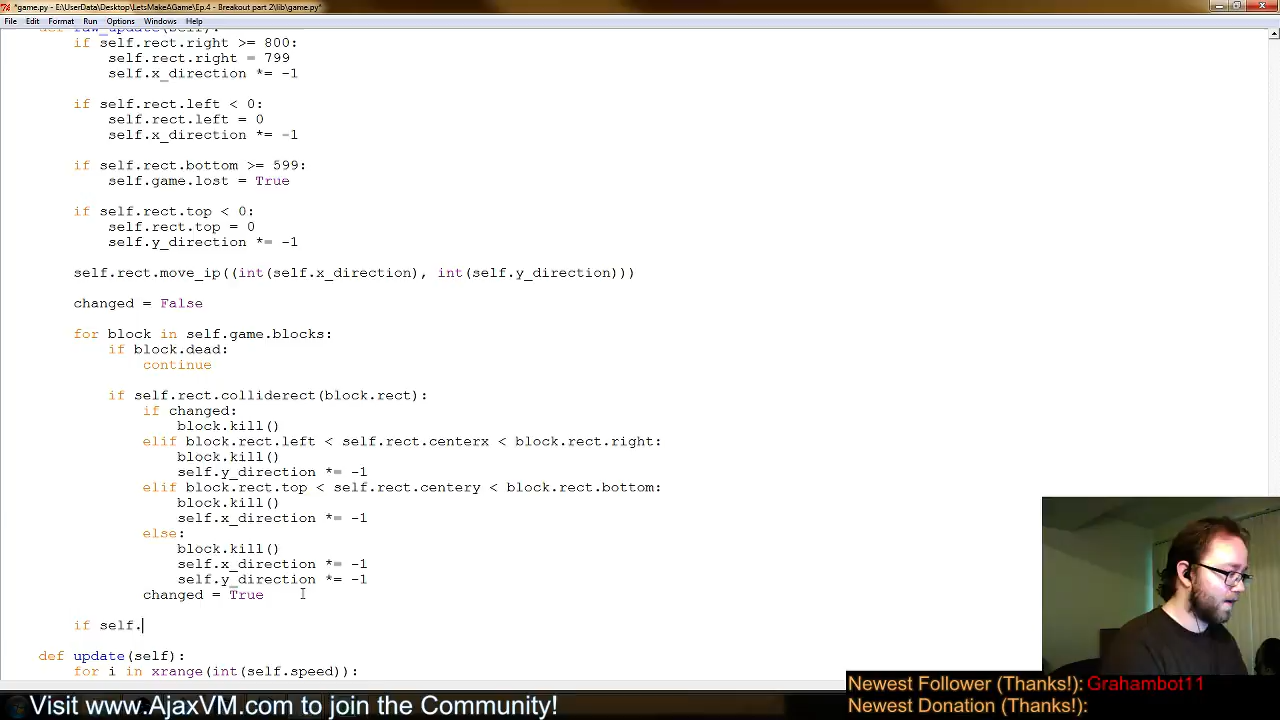 *game.py - E:\UserData\Desktop\LetsMakeAGame\Ep.4 - Breakout part 2\lib\game.py*
File Edit Format Run Options Windows Help
def raw_update(self):
if self.rect.right >= 800:
self.rect.right = 799
self.x_direction *= -1
if self.rect.left < 0:
self.rect.left = 0
self.x_direction *= -1
if self.rect.bottom >= 599:
self.game.lost = True
if self.rect.top < 0:
self.rect.top = 0
self.y_direction *= -1
self.rect.move_ip((int(self.x_direction), int(self.y_direction)))
changed = False
for block in self.game.blocks:
if block.dead:
continue
if self.rect.colliderect(block.rect):
if changed:
block.kill()
elif block.rect.left < self.rect.centerx < block.rect.right:
block.kill()
self.y_direction *= -1
elif block.rect.top < self.rect.centery < block.rect.bottom:
block.kill()
self.x_direction *= -1
else:
block.kill()
self.x_direction *= -1
self.y_direction *= -1
changed = True
if self.
def update(self):
for i in xrange(int(self.speed)):
Visit www.AjaxVM.com to join the Community!
Newest Follower (Thanks!): Grahambot11
Newest Donation (Thanks!):